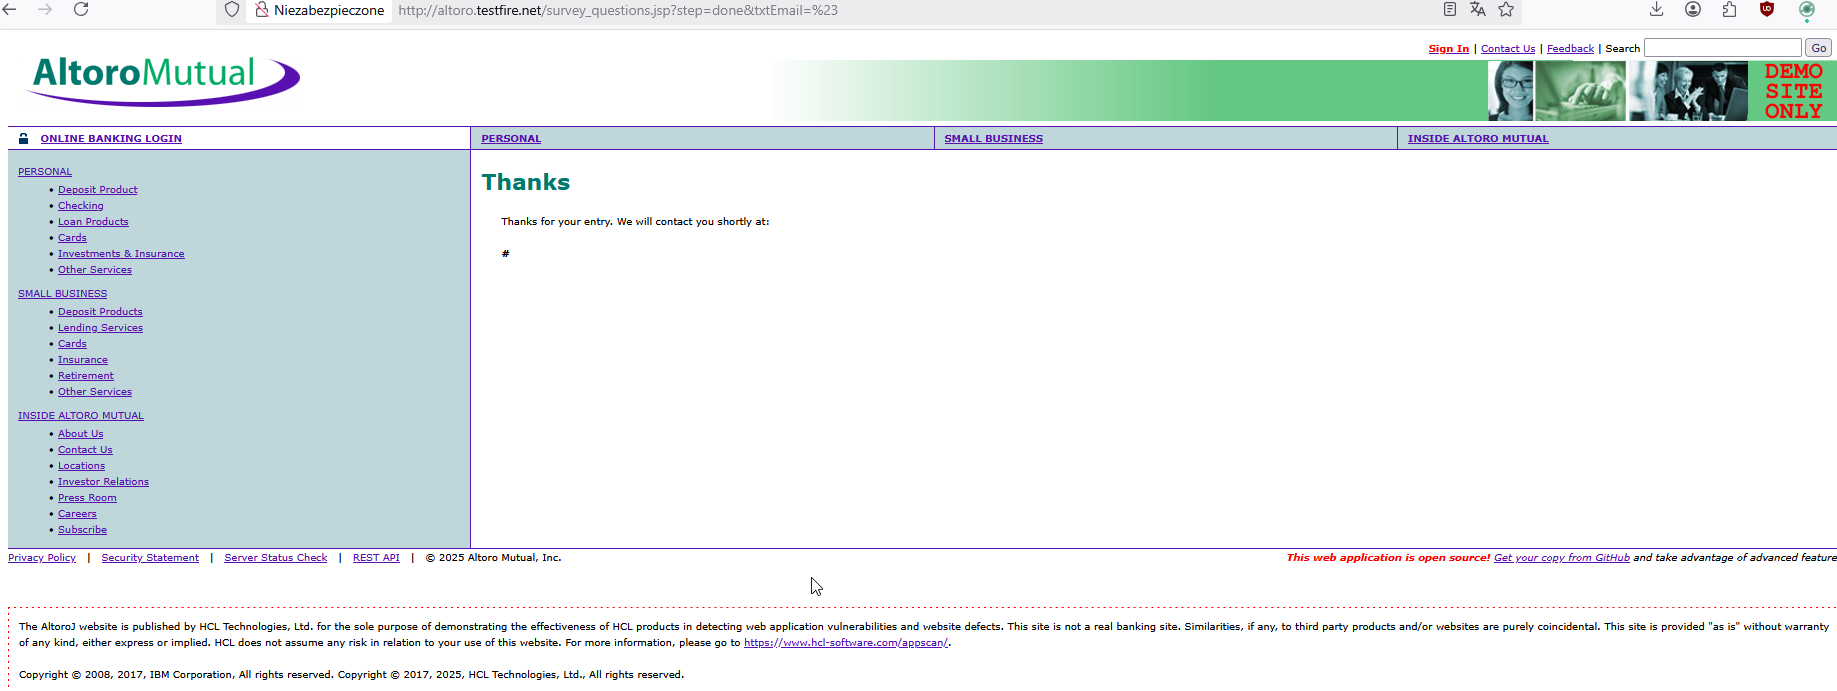 Niezabezpieczone http://altoro.testfire.net/survey_questions.jsp?step=done&txtEmail=%23
Sign In | Contact Us | Feedback | Search Go
AltoroMutual
DEMO
SITE
ONLY
ONLINE BANKING LOGIN
PERSONAL
SMALL BUSINESS
INSIDE ALTORO MUTUAL
PERSONAL
• Deposit Product
• Checking
• Loan Products
• Cards
• Investments & Insurance
• Other Services
SMALL BUSINESS
• Deposit Products
• Lending Services
• Cards
• Insurance
• Retirement
• Other Services
INSIDE ALTORO MUTUAL
• About Us
• Contact Us
• Locations
• Investor Relations
• Press Room
• Careers
• Subscribe
Thanks
Thanks for your entry. We will contact you shortly at:
#
Privacy Policy | Security Statement | Server Status Check | REST API | © 2025 Altoro Mutual, Inc.
This web application is open source! Get your copy from GitHub and take advantage of advanced feature
The AltoroJ website is published by HCL Technologies, Ltd. for the sole purpose of demonstrating the effectiveness of HCL products in detecting web application vulnerabilities and website defects. This site is not a real banking site. Similarities, if any, to third party products and/or websites are purely coincidental. This site is provided "as is" without warranty
of any kind, either express or implied. HCL does not assume any risk in relation to your use of this website. For more information, please go to https://www.hcl-software.com/appscan/.
Copyright © 2008, 2017, IBM Corporation, All rights reserved. Copyright © 2017, 2025, HCL Technologies, Ltd., All rights reserved.